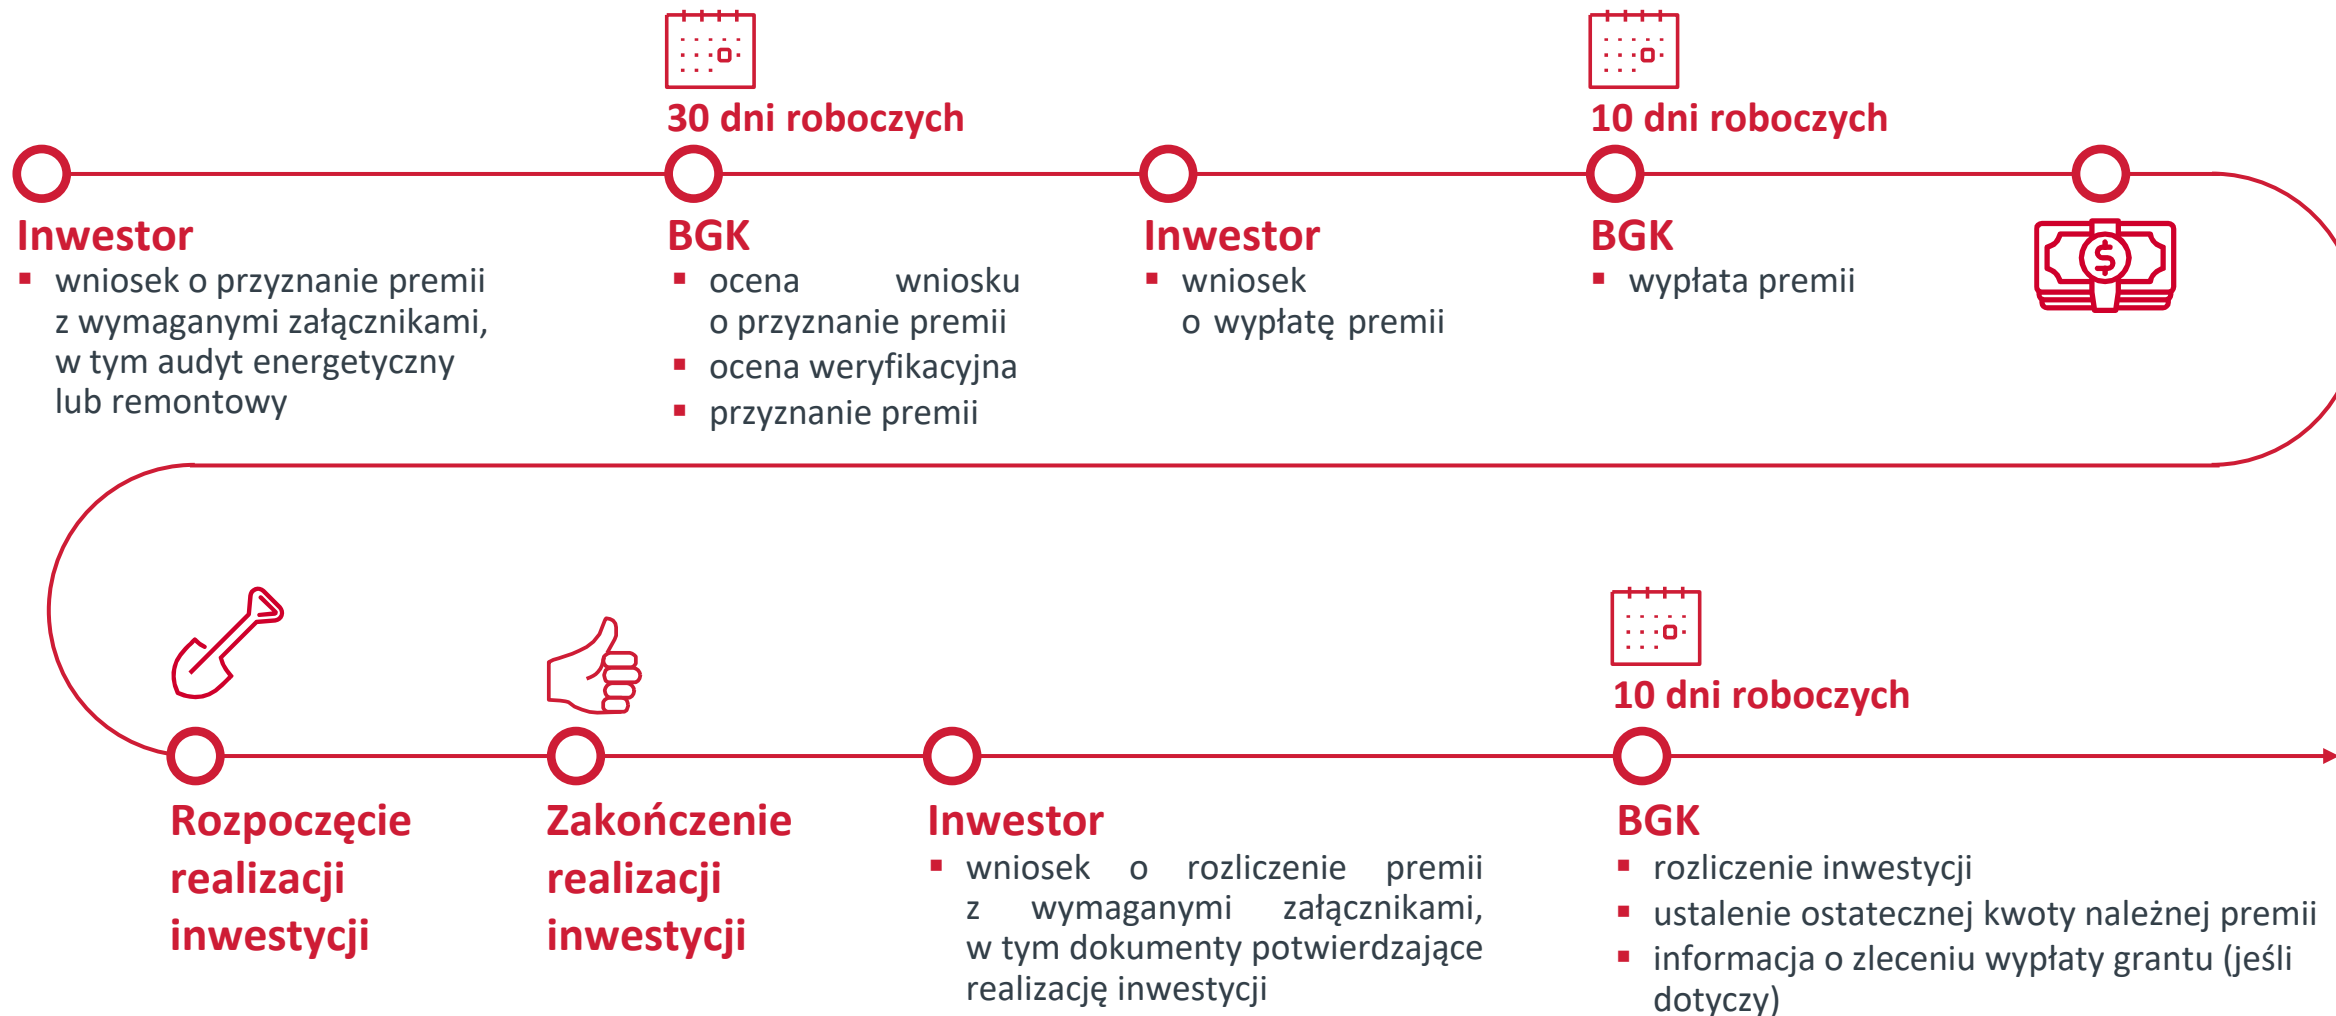 30 dni roboczych
10 dni roboczych
Inwestor
▪ wniosek o przyznanie premii
z wymaganymi załącznikami,
w tym audyt energetyczny
lub remontowy
BGK
▪ ocena wniosku
o przyznanie premii
▪ ocena weryfikacyjna
▪ przyznanie premii
Inwestor
▪ wniosek
o wypłatę premii
BGK
▪ wypłata premii
$
10 dni roboczych
Rozpoczęcie
realizacji
inwestycji
Zakończenie
realizacji
inwestycji
Inwestor
▪ wniosek o rozliczenie premii
z wymaganymi załącznikami,
w tym dokumenty potwierdzające
realizację inwestycji
BGK
▪ rozliczenie inwestycji
▪ ustalenie ostatecznej kwoty należnej premii
▪ informacja o zleceniu wypłaty grantu (jeśli
dotyczy)